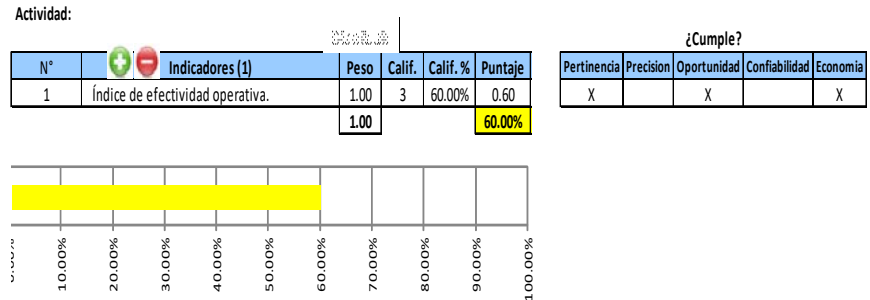 Actividad:
¿Cumple?
N° Indicadores (1) Peso Calif. Calif. % Puntaje Pertinencia Precision Oportunidad Confiabilidad Economia
1 Índice de efectividad operativa. 1.00 3 60.00% 0.60 X X X
1.00 60.00%
10.00% 20.00% 30.00% 40.00% 50.00% 60.00% 70.00% 80.00% 90.00% 100.00%